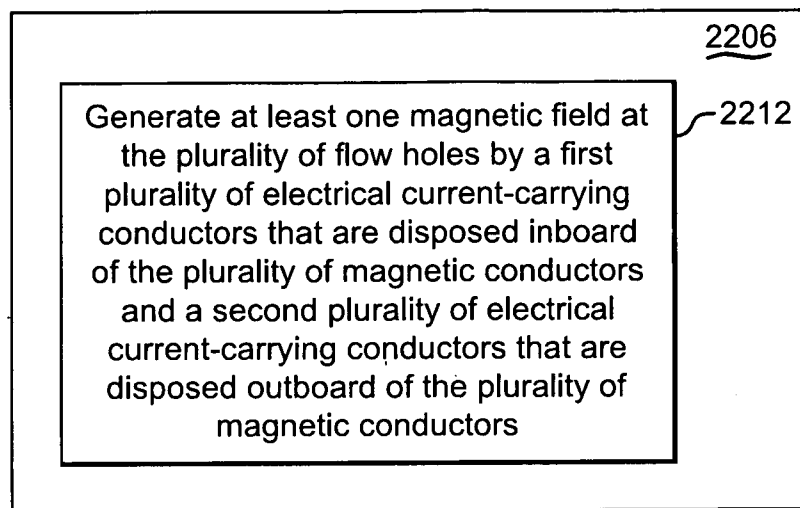 2206
Generate at least one magnetic field at
2212
the plurality of flow holes by a first
plurality of electrical current-carrying
conductors that are disposed inboard
of the plurality of magnetic conductors
and a second plurality of electrical
current-carrying conductors that are
disposed outboard of the plurality of
magnetic conductors